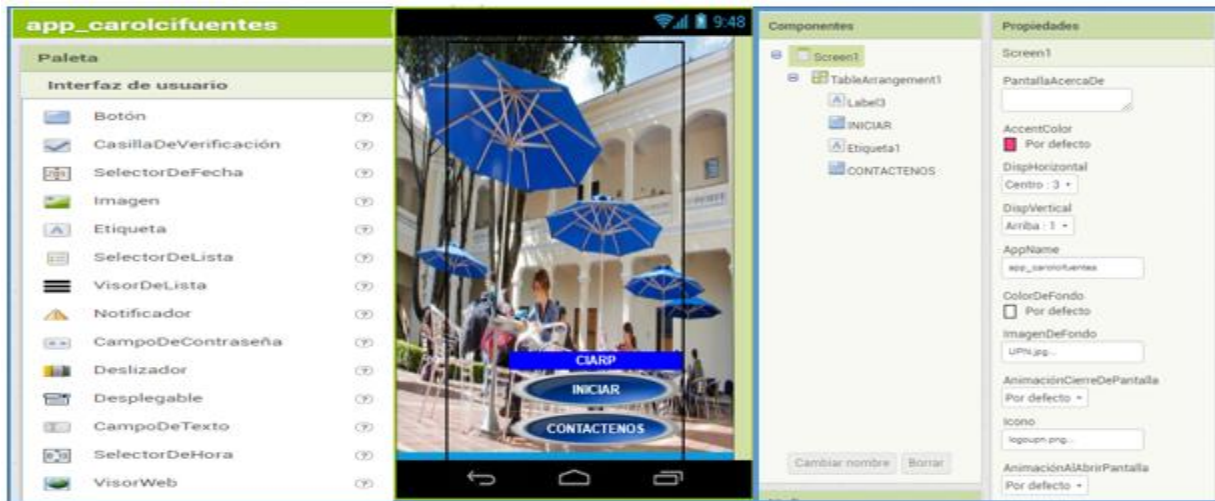 app_carolcifuentes
Paleta
Interfaz de usuario
Botón
CasillaDeVerificación
SelectorDeFecha
Imagen
Etiqueta
SelectorDeLista
VisorDeLista
Notificador
CampoDeContraseña
Deslizador
Desplegable
CampoDeTexto
SelectorDeHora
VisorWeb
9:48
CIARP
INICIAR
CONTACTENOS
Componentes
Screen1
TableArrangement1
Label3
INICIAR
Etiqueta1
CONTACTENOS
Cambiar nombre Borrar
Propiedades
Screen1
PantallaAcercaDe
AccentColor
Por defecto
DispHorizontal
Centro : 3
DispVertical
Arriba : 1
AppName
app_carolcifuentes
ColorDeFondo
Por defecto
ImagenDeFondo
UPN.jpg...
AnimaciónCierreDePantalla
Por defecto
Icono
logoupn.png...
AnimaciónAlAbrirPantalla
Por defecto